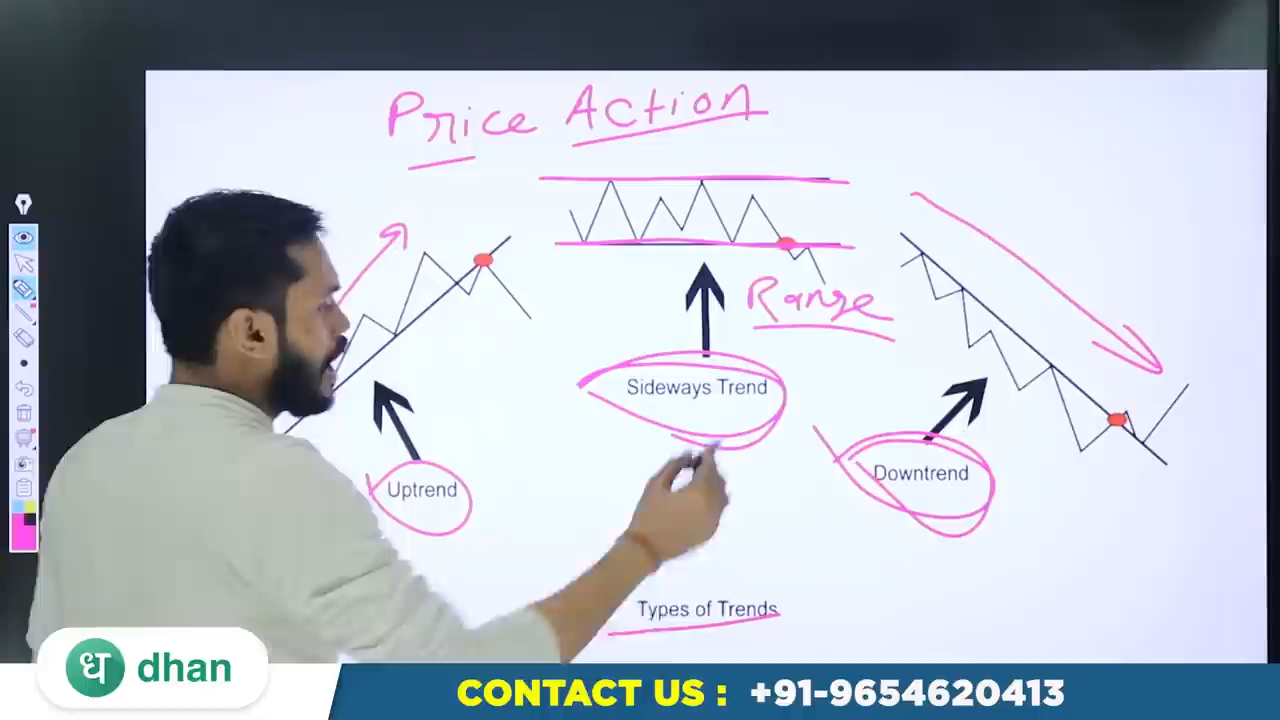 Price Action
Range
Sideways Trend
Downtrend
Uptrend
Types of Trends
ध dhan
CONTACT US : +91-9654620413